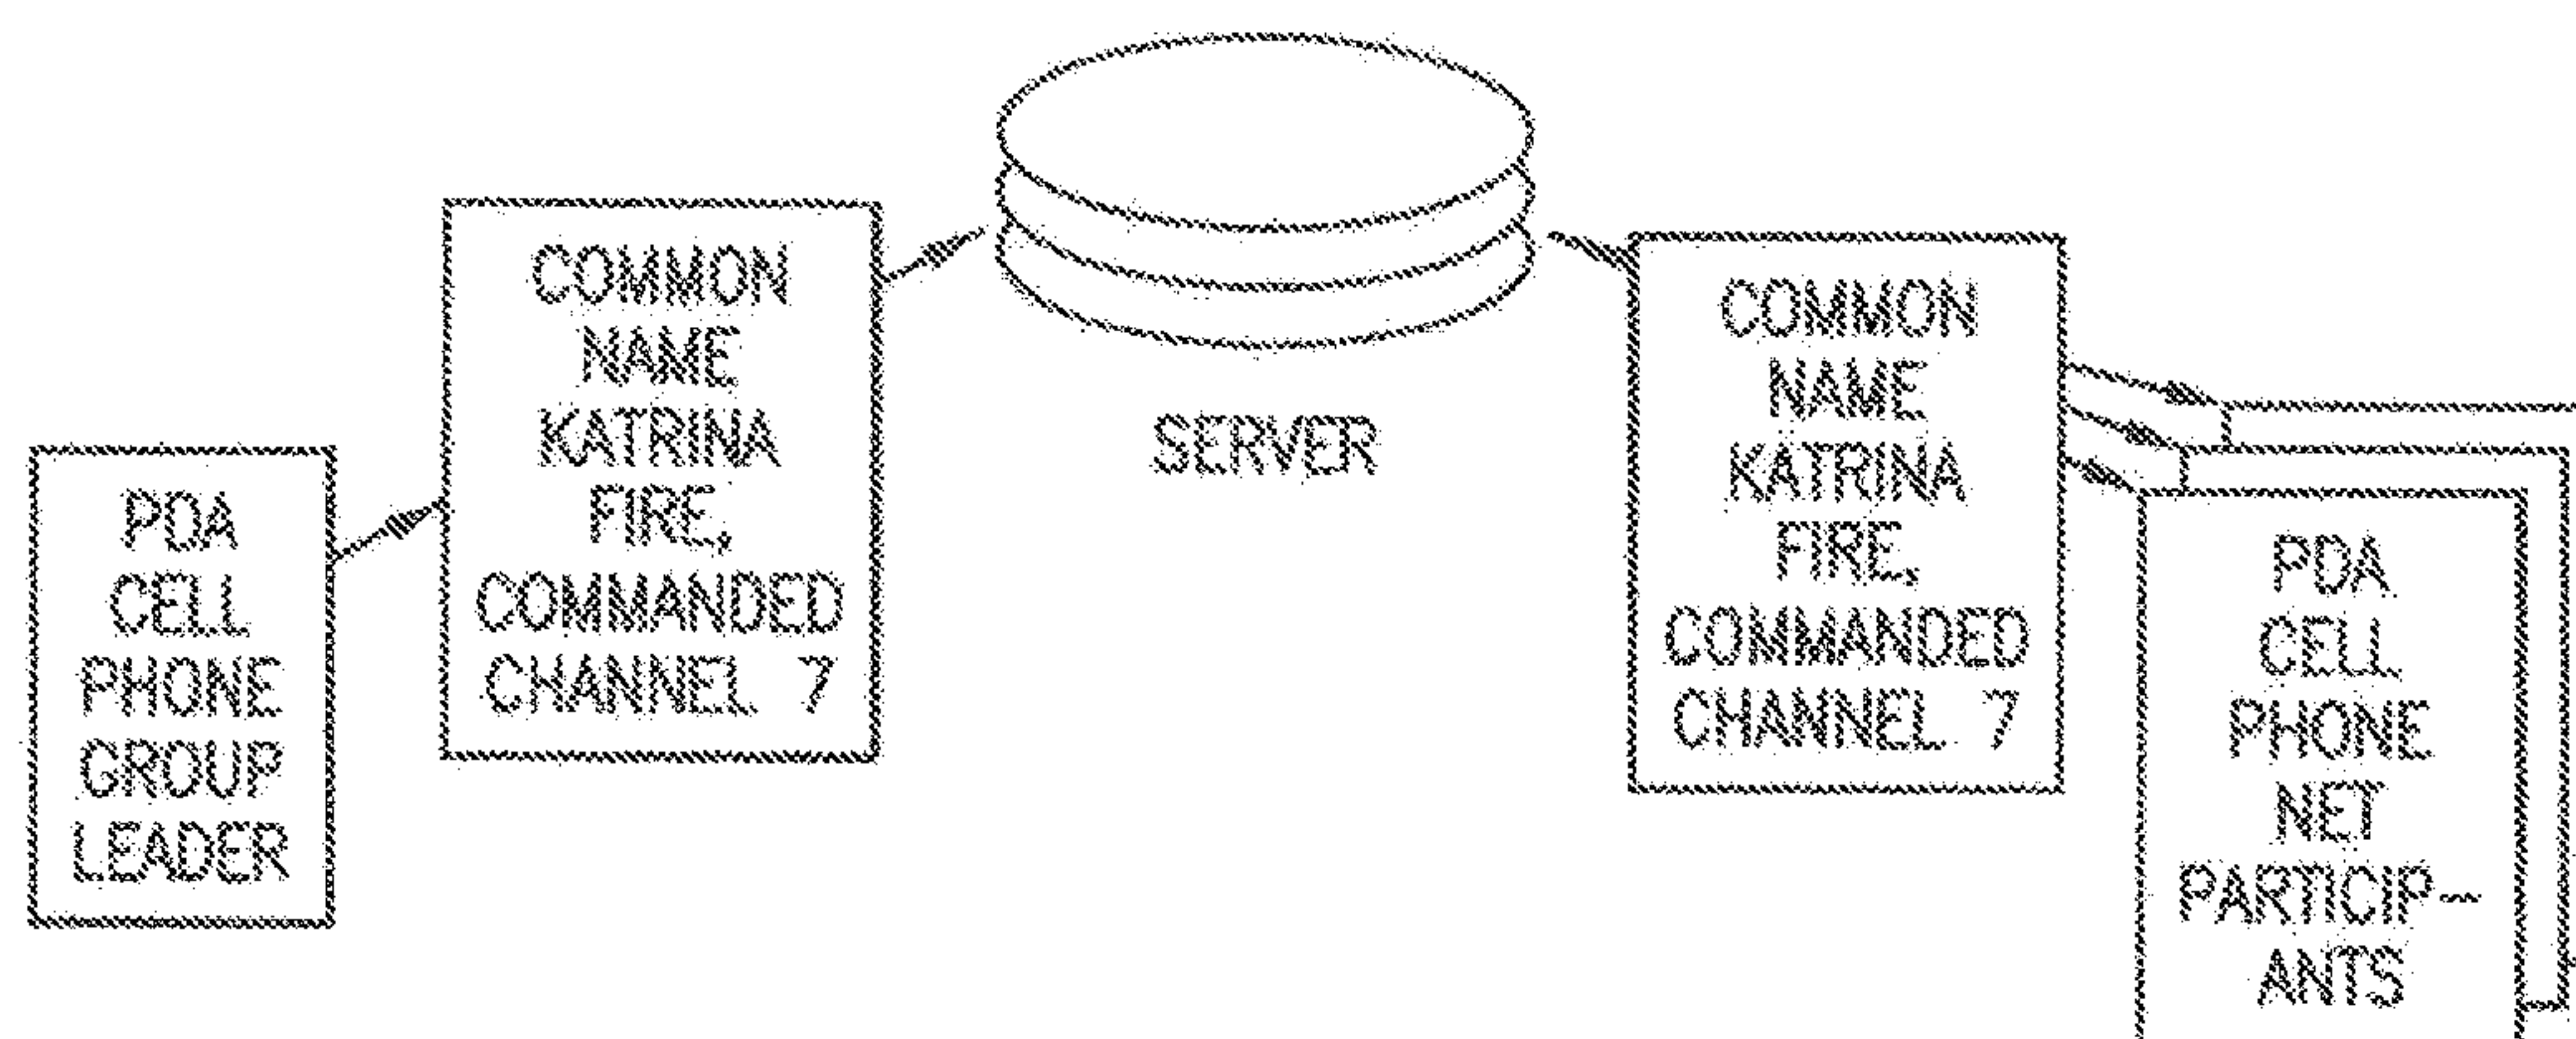 PDA
CELL
PHONE
GROUP
LEADER
COMMON
NAME
KATRINA
FIRE,
COMMANDED
CHANNEL 7
SERVER
COMMON
NAME
KATRINA
FIRE,
COMMANDED
CHANNEL 7
PDA
CELL
PHONE
NET
PARTICIP-
ANTS